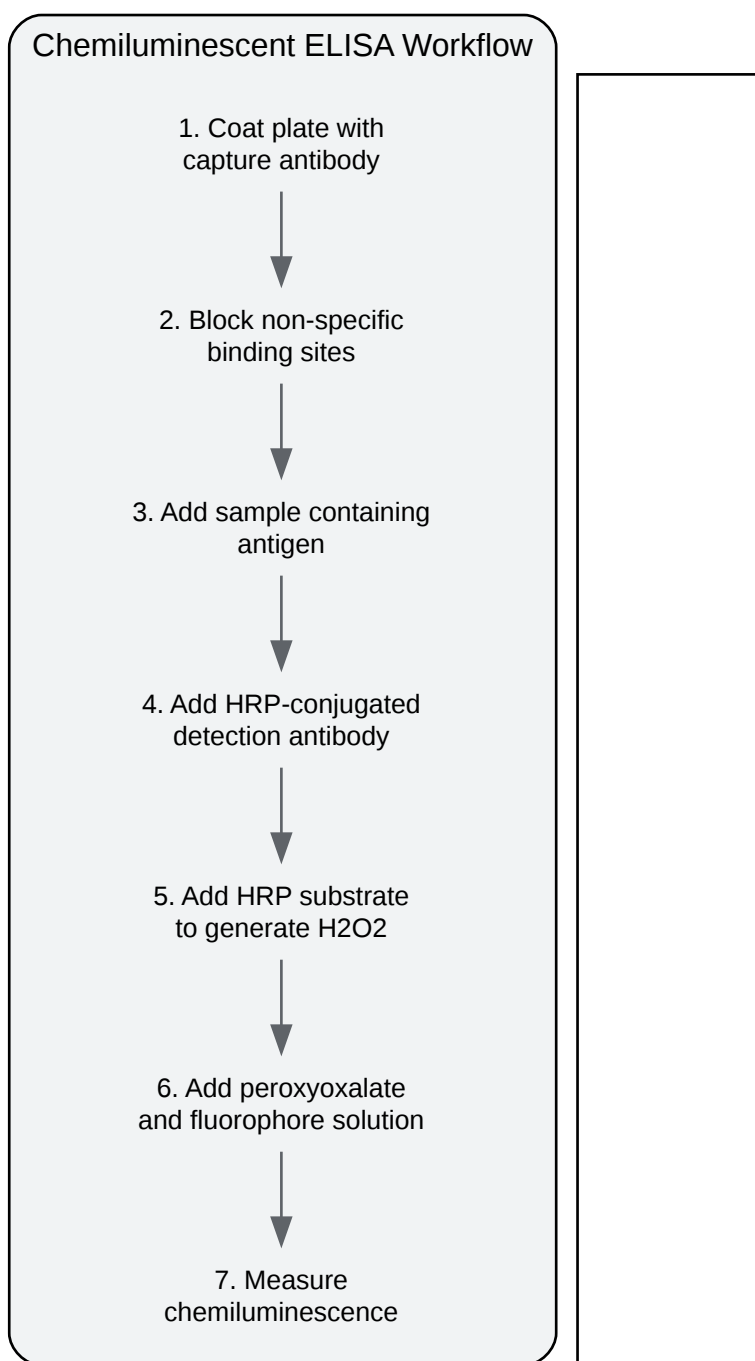 Chemiluminescent ELISA Workflow
1. Coat plate with
capture antibody
2. Block non-specific
binding sites
3. Add sample containing
antigen
4. Add HRP-conjugated
detection antibody
5. Add HRP substrate
to generate H2O2
6. Add peroxyoxalate
and fluorophore solution
7. Measure
chemiluminescence